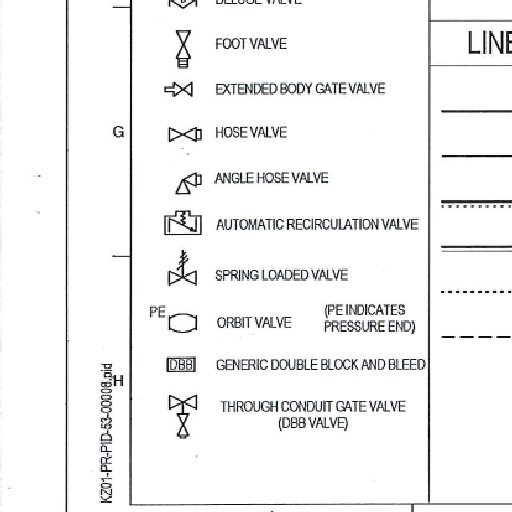 DELUGE VALVE
FOOT VALVE
LINE
EXTENDED BODY GATE VALVE
G
HOSE VALVE
ANGLE HOSE VALVE
AUTOMATIC RECIRCULATION VALVE
SPRING LOADED VALVE
PE
ORBIT VALVE
(PE INDICATES
PRESSURE END)
DBB
GENERIC DOUBLE BLOCK AND BLEED
H
THROUGH CONDUIT GATE VALVE
(DBB VALVE)
KZ01-PR-PID-53-00008.pid